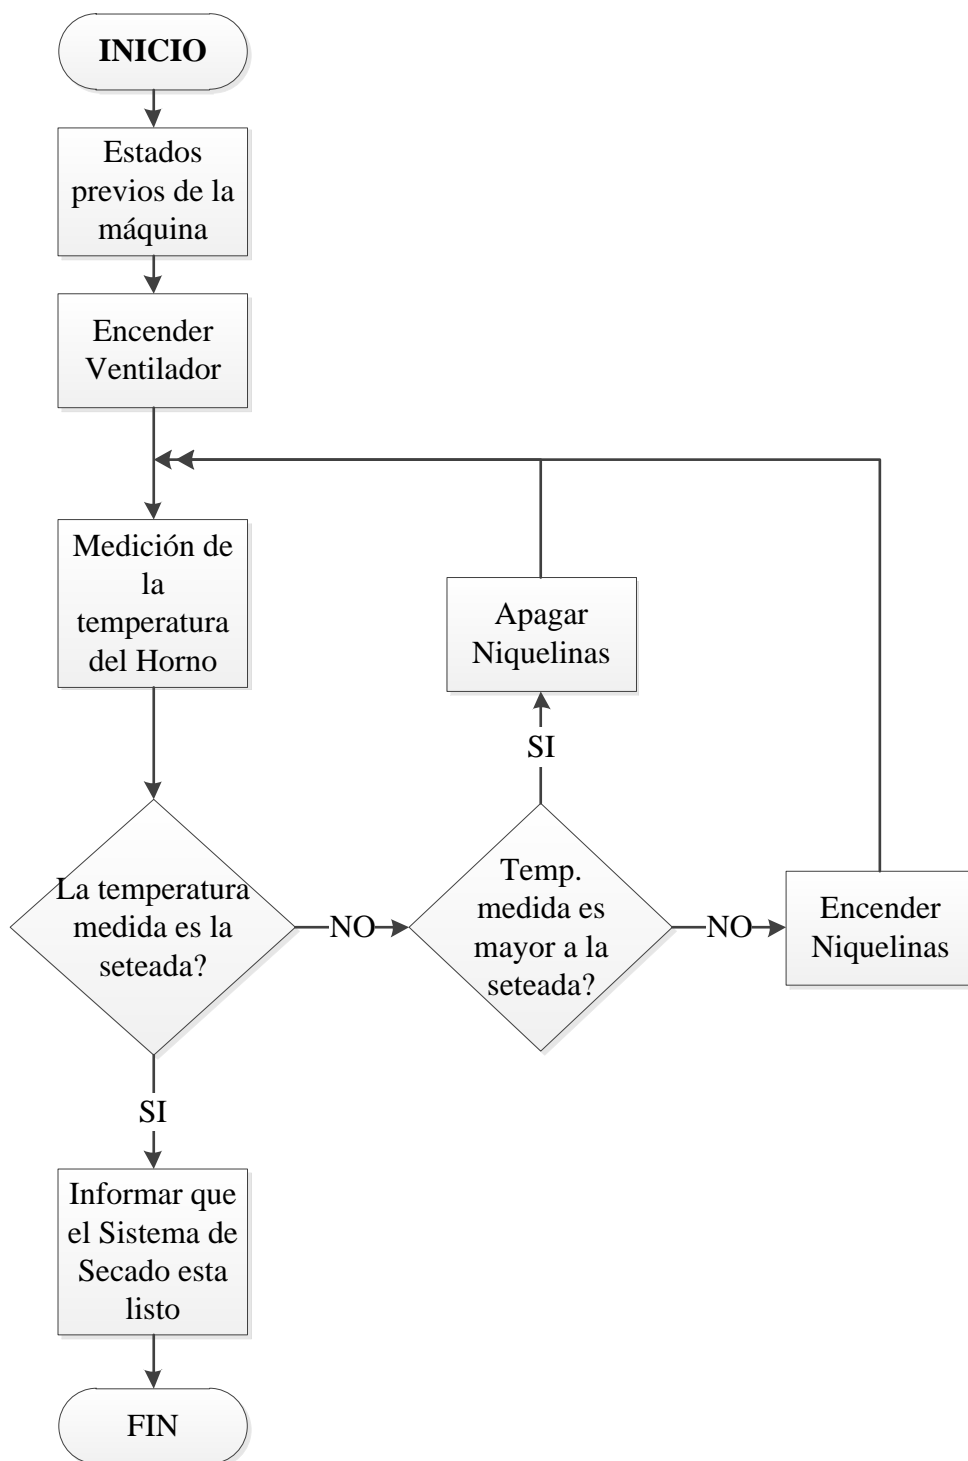 INICIO
Estados
previos de la
máquina
Encender
Ventilador
Medición de
la
temperatura
del Horno
Apagar
Niquelinas
SI
La temperatura
medida es la
seteada?
NO
Temp.
medida es
mayor a la
seteada?
NO
Encender
Niquelinas
SI
Informar que
el Sistema de
Secado esta
listo
FIN